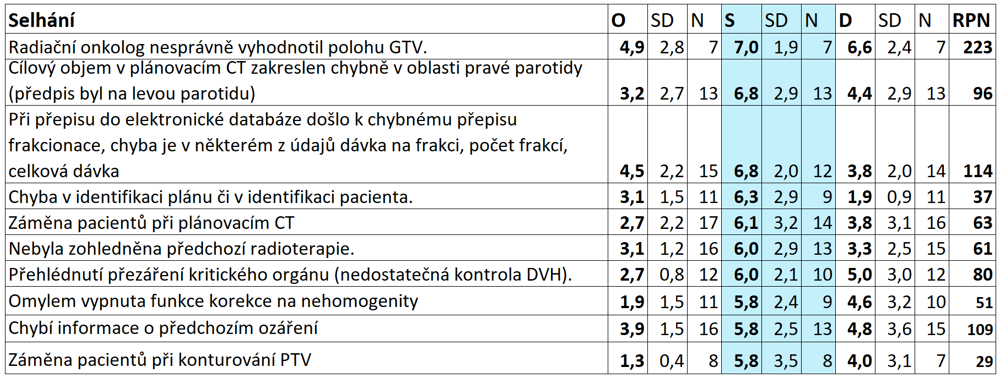 Selhání O SD N S SD N D SD N RPN
Radiační onkolog nesprávně vyhodnotil polohu GTV. 4,9 2,8 7 7,0 1,9 7 6,6 2,4 7 223
Cílový objem v plánovacím CT zakreslen chybně v oblasti pravé parotidy
(předpis byl na levou parotidu) 3,2 2,7 13 6,8 2,9 13 4,4 2,9 13 96
Při přepisu do elektronické databáze došlo k chybnému přepisu
frakcionace, chyba je v některém z údajů dávka na frakci, počet frakcí,
celková dávka 4,5 2,2 15 6,8 2,0 12 3,8 2,0 14 114
Chyba v identifikaci plánu či v identifikaci pacienta. 3,1 1,5 11 6,3 2,9 9 1,9 0,9 11 37
Záměna pacientů při plánovacím CT 2,7 2,2 17 6,1 3,2 14 3,8 3,1 16 63
Nebyla zohledněna předchozí radioterapie. 3,1 1,2 16 6,0 2,9 13 3,3 2,5 15 61
Přehlédnutí přezáření kritického orgánu (nedostatečná kontrola DVH). 2,7 0,8 12 6,0 2,1 10 5,0 3,0 12 80
Omylem vypnuta funkce korekce na nehomogenity 1,9 1,5 11 5,8 2,4 9 4,6 3,2 10 51
Chybí informace o předchozím ozáření 3,9 1,5 16 5,8 2,5 13 4,8 3,6 15 109
Záměna pacientů při konturování PTV 1,3 0,4 8 5,8 3,5 8 4,0 3,1 7 29